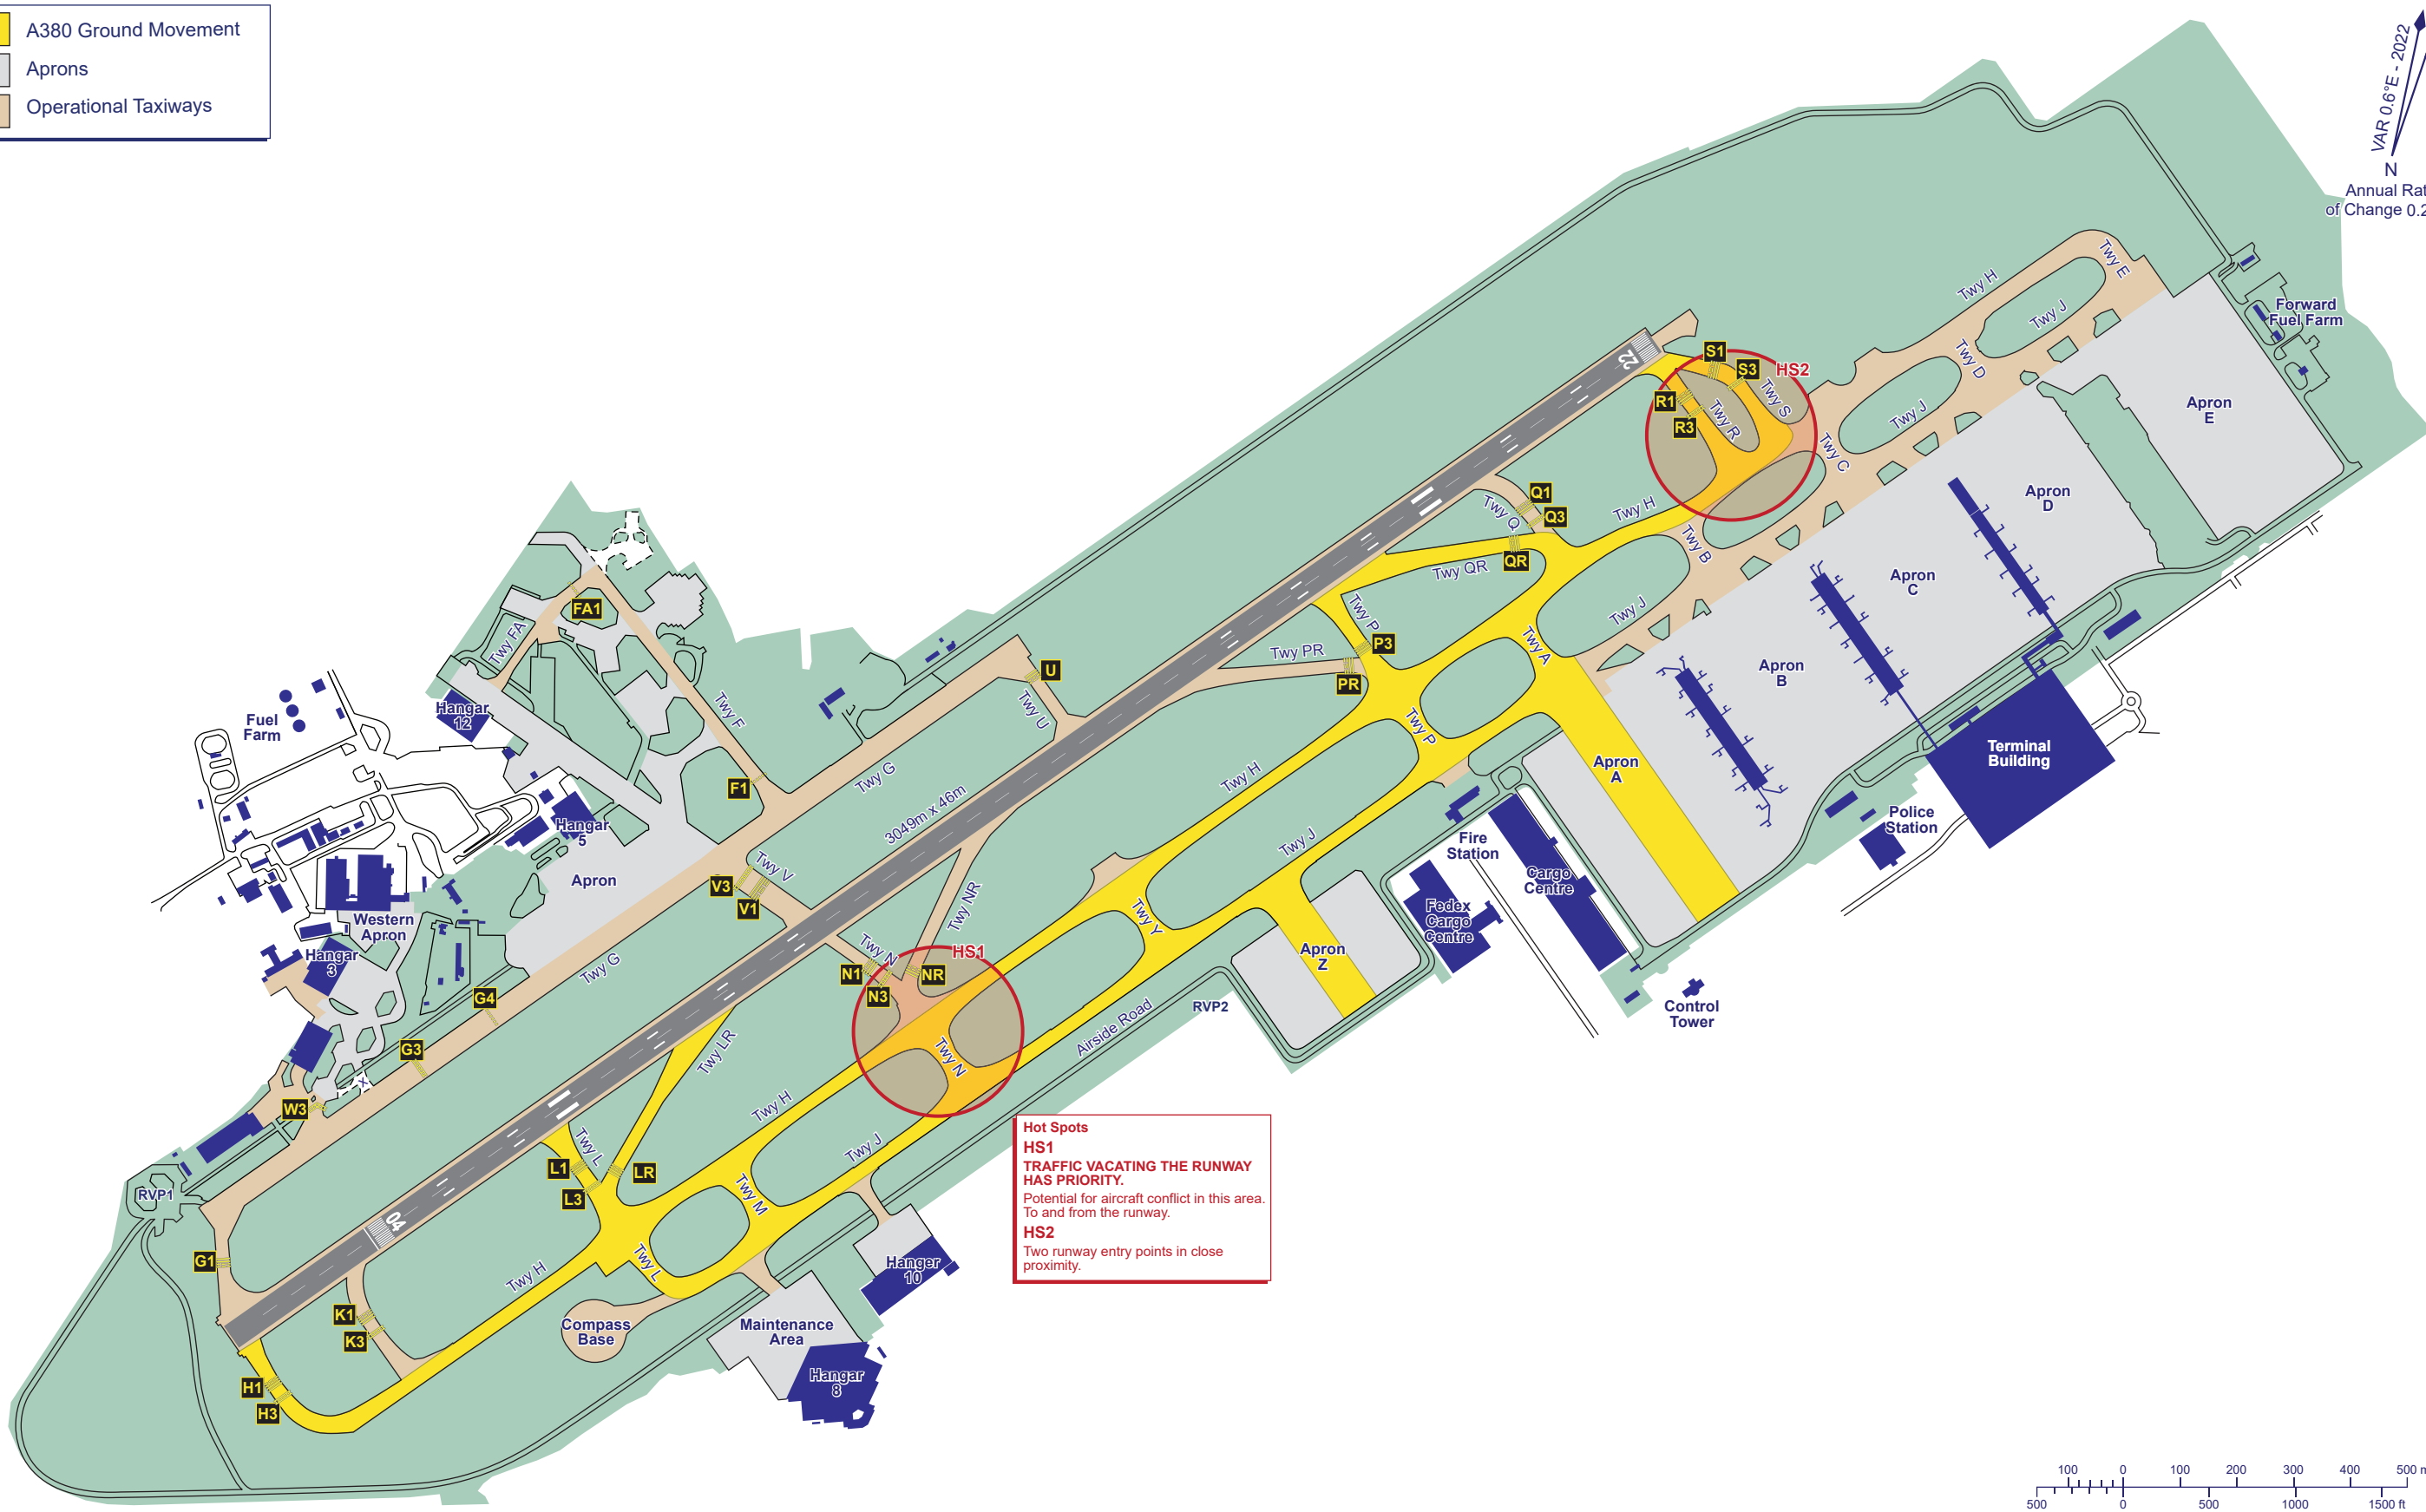 A380 Ground Movement
Aprons
Operational Taxiways
VAR 0.6°E - 2022
N
Annual Rat
of Change 0.2
Twy E
Twy H
Twy J
Forward
Fuel Farm
Twy D
22
S1
S3
HS2
Twy S
R1
R3
Twy R
Twy J
Twy C
Apron
E
Q1
Q3
Twy Q
Twy H
QR
Twy QR
Twy B
Apron
D
Apron
C
FA1
Twy FA
Twy P
P3
Twy PR
PR
Twy A
Twy J
Apron
B
U
Twy U
Twy F
Hangar
12
Fuel
Farm
Twy P
Apron
A
Terminal
Building
F1
Twy G
3049m x 46m
Twy H
Hangar
5
Police
Station
Fire
Station
Twy J
Cargo
Centre
Apron
V3
V1
Twy V
Twy NR
Twy Y
Fedex
Cargo
Centre
Western
Apron
Hangar
3
Twy N
HS1
N1
N3
NR
Twy G
G4
Apron
Z
RVP2
Control
Tower
Airside Road
G3
Twy LR
Twy N
X
W3
Twy H
Twy J
Twy L
L1
L3
LR
Twy M
RVP1
Hot Spots
HS1
TRAFFIC VACATING THE RUNWAY
HAS PRIORITY.
Potential for aircraft conflict in this area.
To and from the runway.
HS2
Two runway entry points in close
proximity.
04
G1
Twy H
Twy L
Hanger
10
K1
K3
Compass
Base
Maintenance
Area
Hangar
8
H1
H3
100 0 100 200 300 400 500 m
500 0 500 1000 1500 ft